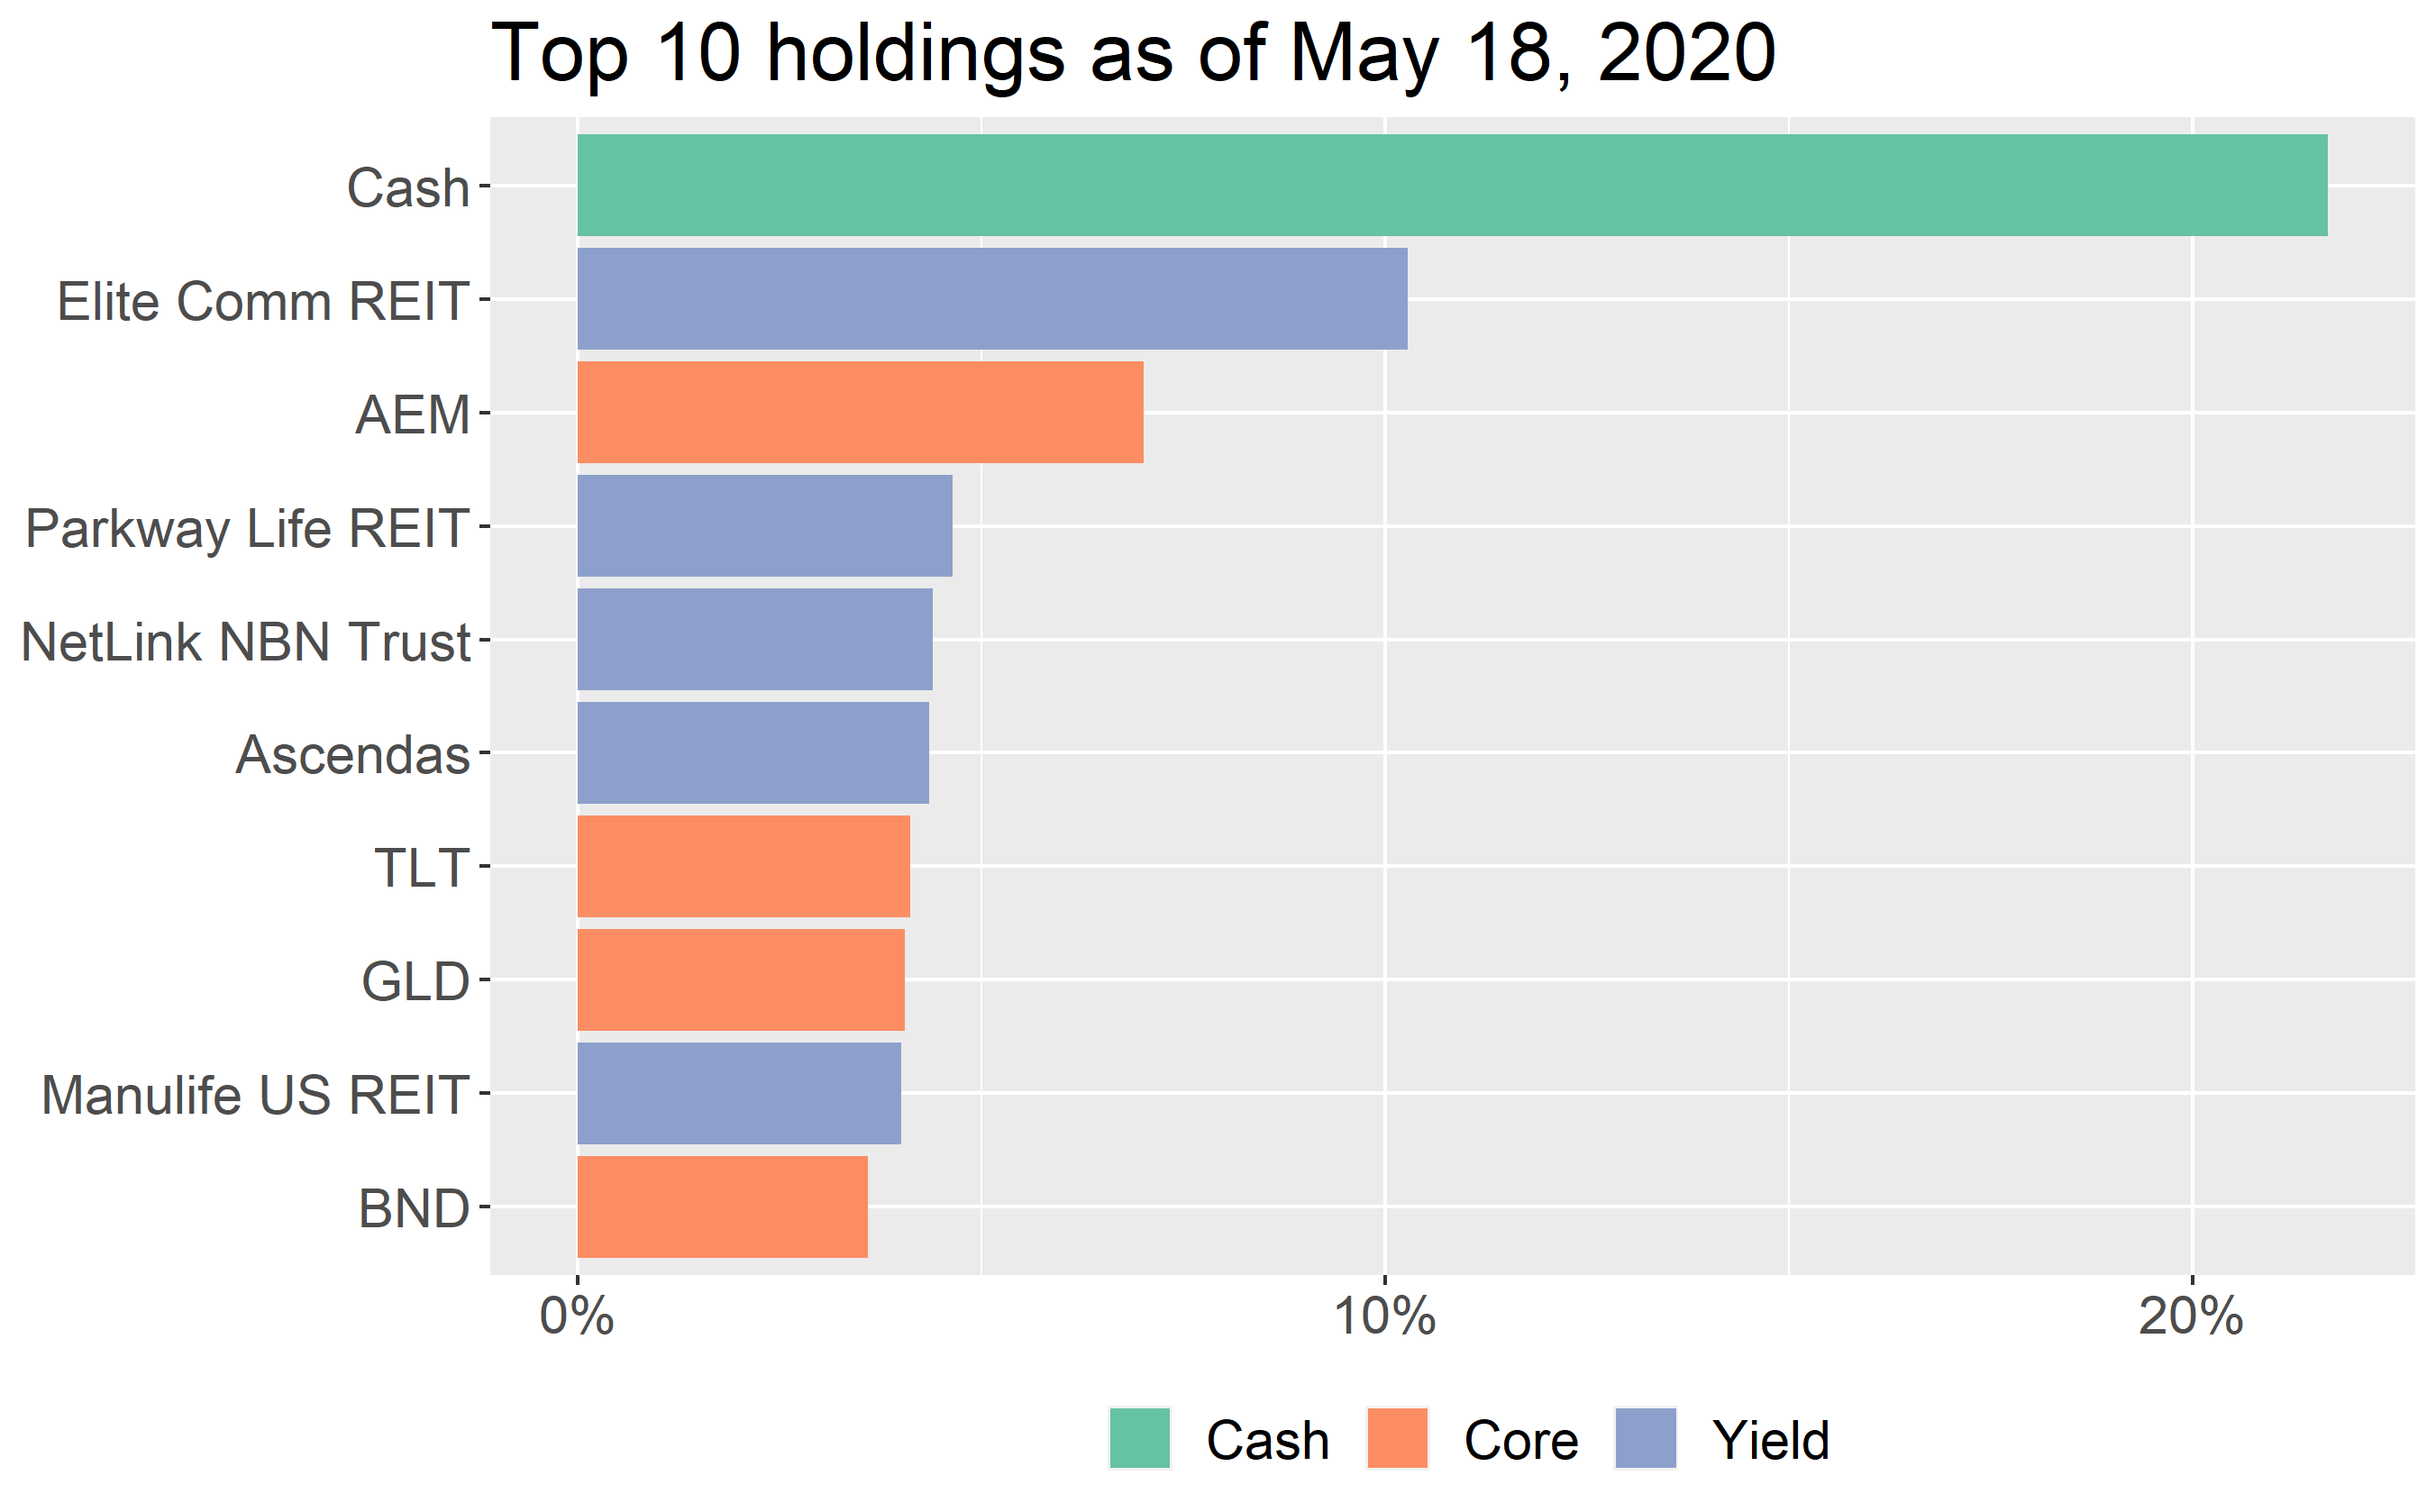 Top 10 holdings as of May 18, 2020
Cash
Elite Comm REIT
AEM
Parkway Life REIT
NetLink NBN Trust
Ascendas
TLT
GLD
Manulife US REIT
BND
0% 10% 20%
Cash Core Yield